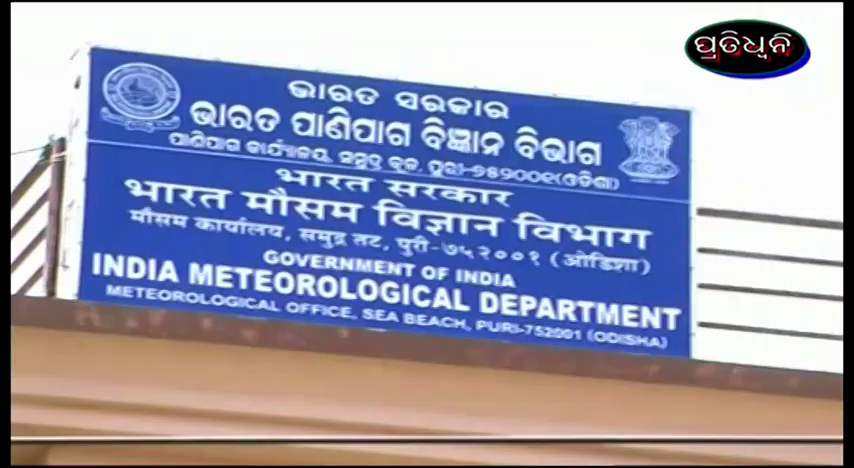 ପ୍ରତିଧ୍ୱନି
ଭାରତ ସରକାର
ଭାରତ ପାଣିପାଗ ବିଜ୍ଞାନ ବିଭାଗ
ପାଣିପାଗ କାର୍ଯ୍ୟାଳୟ, ସମୁଦ୍ର କୂଳ, ପୁରୀ-୭୫୨୦୦୧(ଓଡିଶା)
भारत सरकार
भारत मौसम विज्ञान विभाग
मौसम कार्यालय, समुद्र तट, पुरी-७५२००१ (ओडिशा)
GOVERNMENT OF INDIA
INDIA METEOROLOGICAL DEPARTMENT
METEOROLOGICAL OFFICE, SEA BEACH, PURI-752001 (ODISHA)